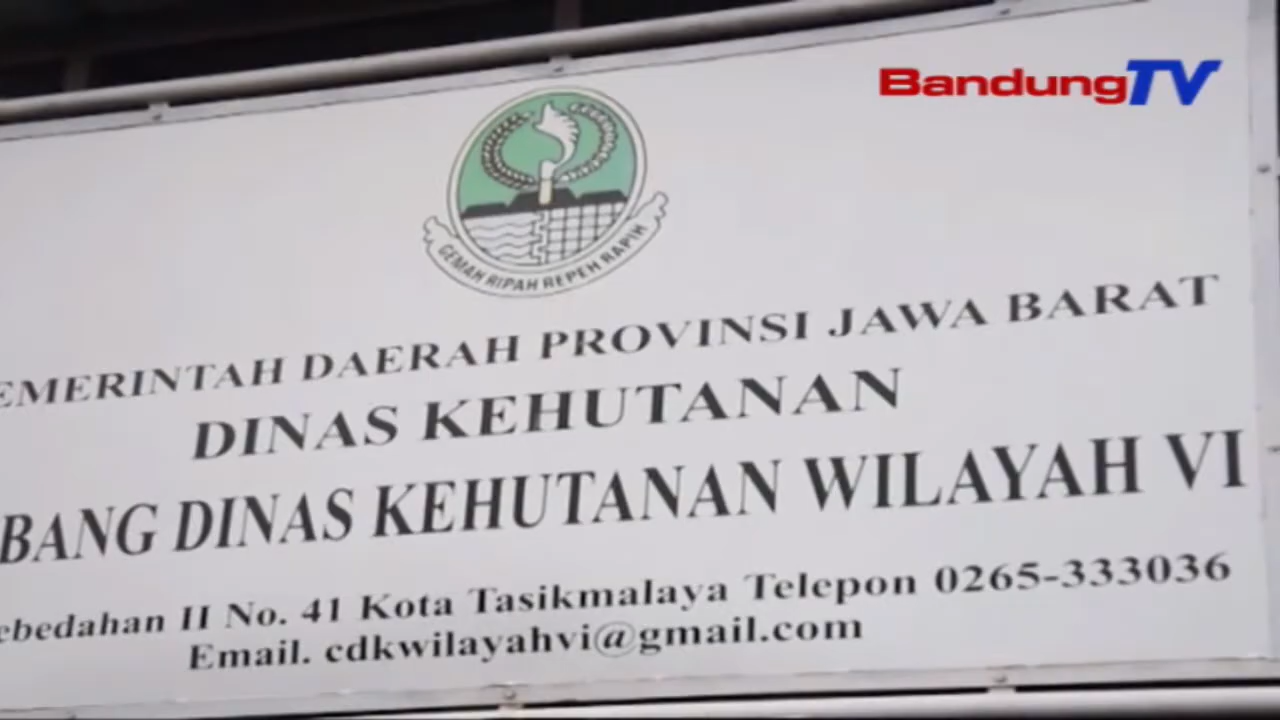 BandungTV
GEMAH RIPAH REPEH RAPIH
EMERINTAH DAERAH PROVINSI JAWA BARAT
DINAS KEHUTANAN
BANG DINAS KEHUTANAN WILAYAH VI
ebedahan II No. 41 Kota Tasikmalaya Telepon 0265-333036
Email. cdkwilayahvi@gmail.com